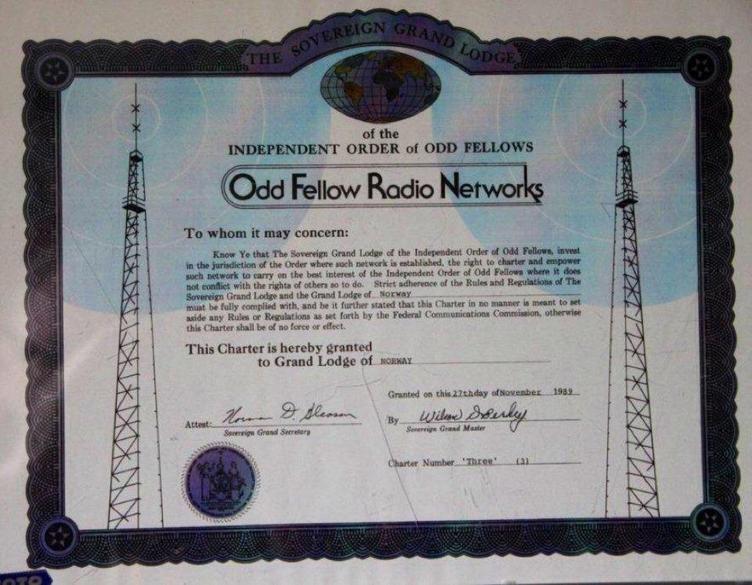 THE SOVEREIGN GRAND LODGE
of the
INDEPENDENT ORDER of ODD FELLOWS
Odd Fellow Radio Networks
To whom it may concern:
Know Ye that The Sovereign Grand Lodge of the Independent Order of Odd Fellows, invest
in the jurisdiction of the Order where such network is established, the right to charter and empower
such network to carry on the best interest of the Independent Order of Odd Fellows where it does
not conflict with the rights of others so to do. Strict adherence of the Rules and Regulations of The
Sovereign Grand Lodge and the Grand Lodge of NORWAY
must be fully complied with, and be it further stated that this Charter in no manner is meant to set
aside any Rules or Regulations as set forth by the Federal Communications Commission, otherwise
this Charter shall be of no force or effect.
This Charter is hereby granted
to Grand Lodge of NORWAY
Granted on this 27th day of November 1989
Attest: Norman D. Gleason
Sovereign Grand Secretary
By Wilson D. Berkey
Sovereign Grand Master
Charter Number 'Three' (3)